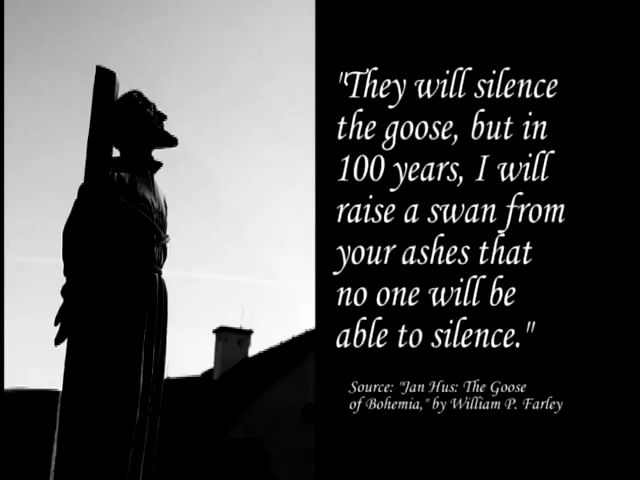 "They will silence
the goose, but in
100 years, I will
raise a swan from
your ashes that
no one will be
able to silence."
Source: "Jan Hus: The Goose
of Bohemia," by William P. Farley